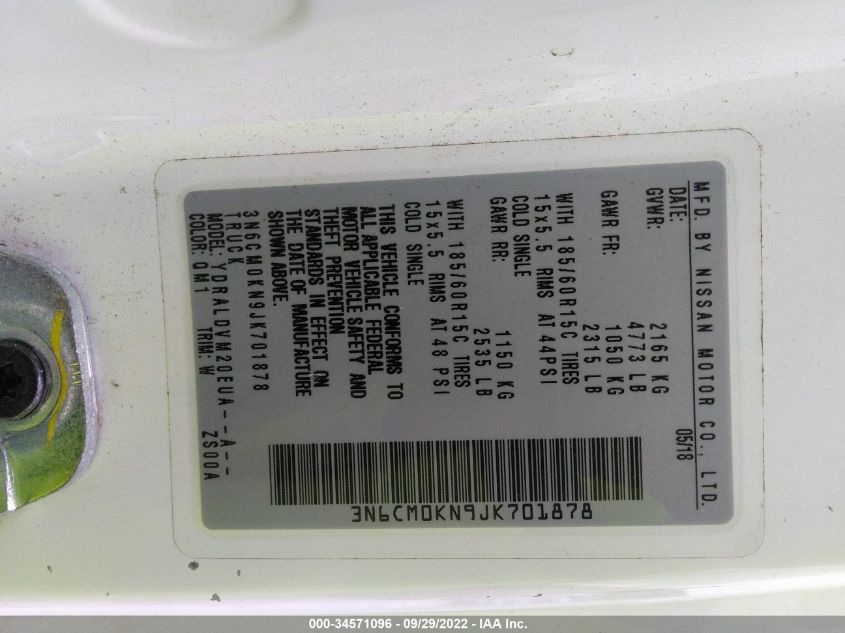 MFD. BY NISSAN MOTOR CO., LTD.
DATE: 05/18
GVWR: 2165 KG
4773 LB
GAWR FR: 1050 KG
2315 LB
WITH 185/60R15C TIRES
15x5.5 RIMS AT 44PSI
COLD SINGLE
GAWR RR: 1150 KG
2535 LB
WITH 185/60R15C TIRES
15x5.5 RIMS AT 48 PSI
COLD SINGLE
THIS VEHICLE CONFORMS TO
ALL APPLICABLE FEDERAL
MOTOR VEHICLE SAFETY AND
THEFT PREVENTION
STANDARDS IN EFFECT ON
THE DATE OF MANUFACTURE
SHOWN ABOVE.
3N6CM0KN9JK701878
TRUCK
MODEL: YDRALDYM20EUA--A--
COLOR: QM1 TRIM: W ZS00A
3N6CM0KN9JK701878
000-34571096 - 09/29/2022 - IAA Inc.